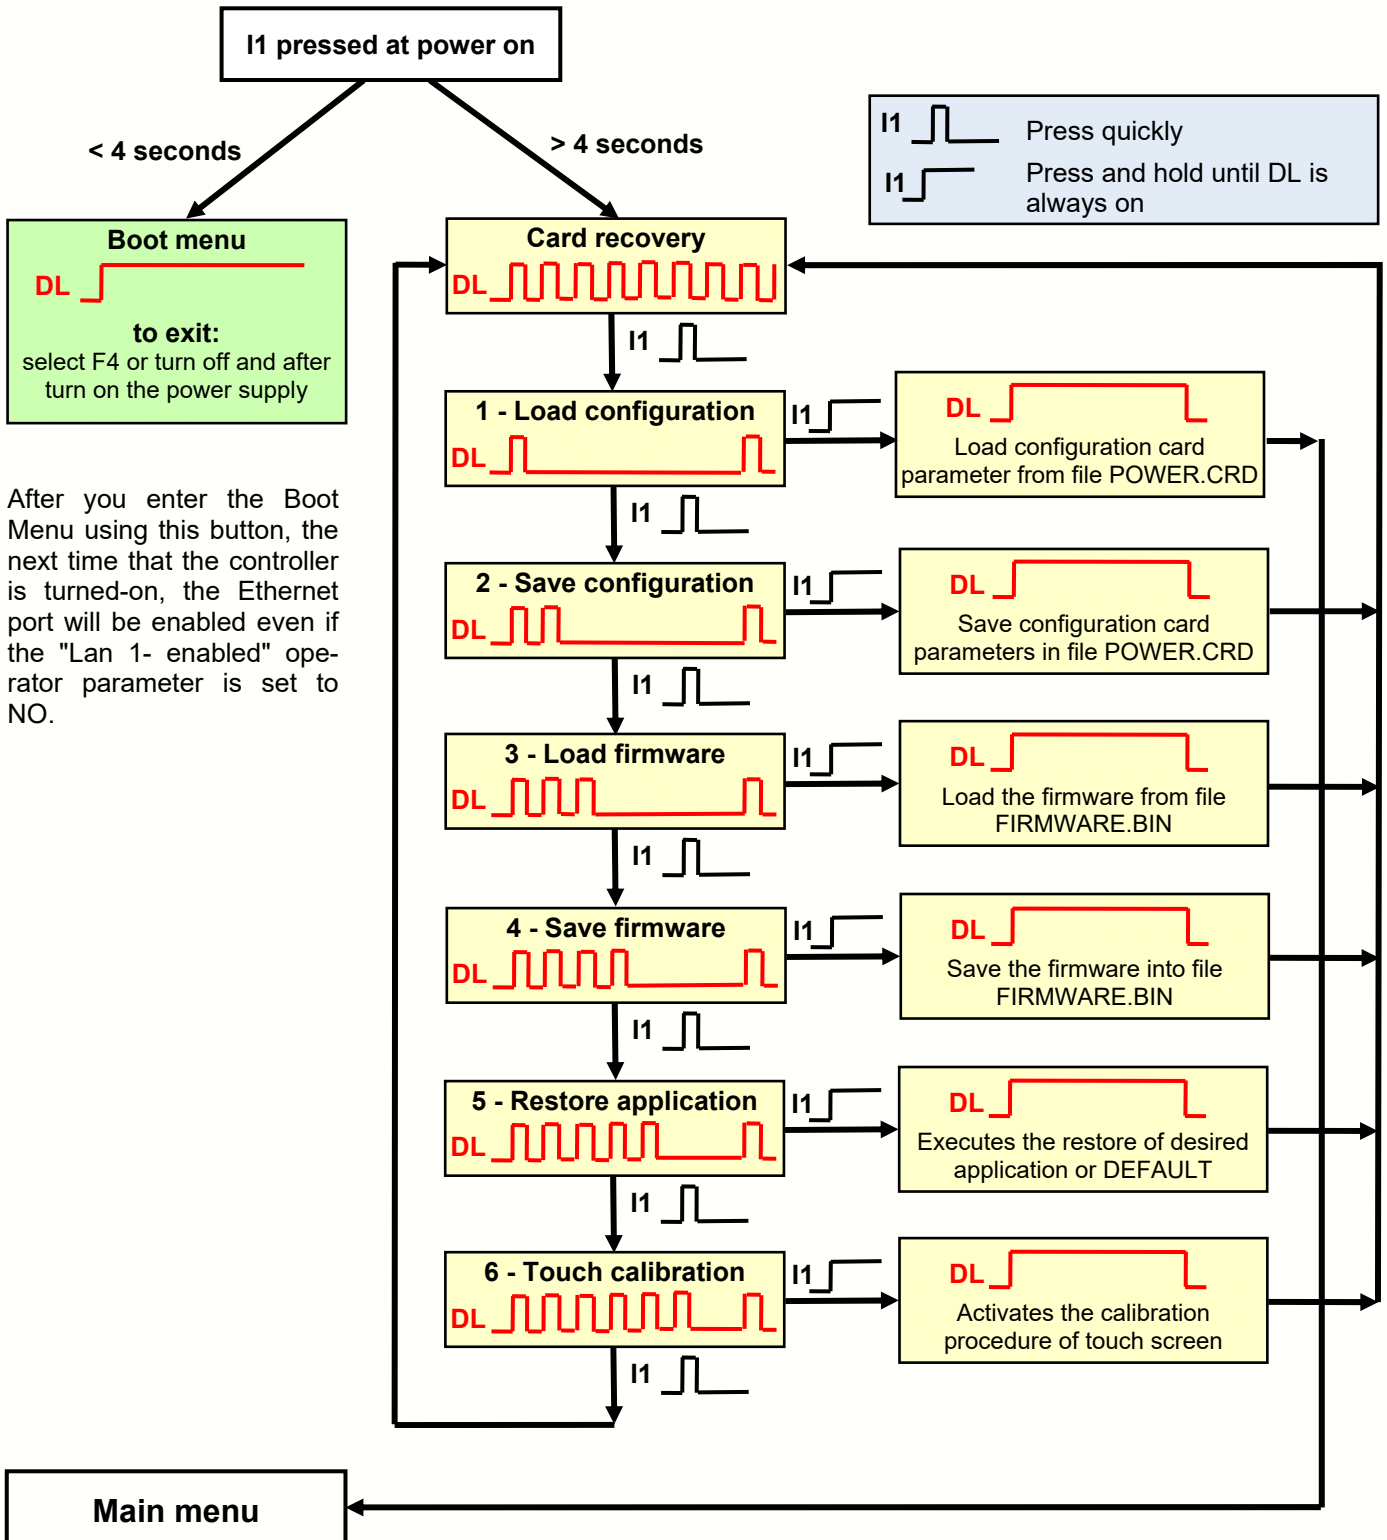 I1 pressed at power on
< 4 seconds
> 4 seconds
I1
Press quickly
I1
Press and hold until DL is
always on
Boot menu
DL
to exit:
select F4 or turn off and after
turn on the power supply
After you enter the Boot
Menu using this button, the
next time that the controller
is turned-on, the Ethernet
port will be enabled even if
the "Lan 1- enabled" ope-
rator parameter is set to
NO.
Card recovery
DL
I1
1 - Load configuration
DL
I1
DL
Load configuration card
parameter from file POWER.CRD
I1
2 - Save configuration
DL
I1
DL
Save configuration card
parameters in file POWER.CRD
I1
3 - Load firmware
DL
I1
DL
Load the firmware from file
FIRMWARE.BIN
I1
4 - Save firmware
DL
I1
DL
Save the firmware into file
FIRMWARE.BIN
I1
5 - Restore application
DL
I1
DL
Executes the restore of desired
application or DEFAULT
I1
6 - Touch calibration
DL
I1
DL
Activates the calibration
procedure of touch screen
I1
Main menu